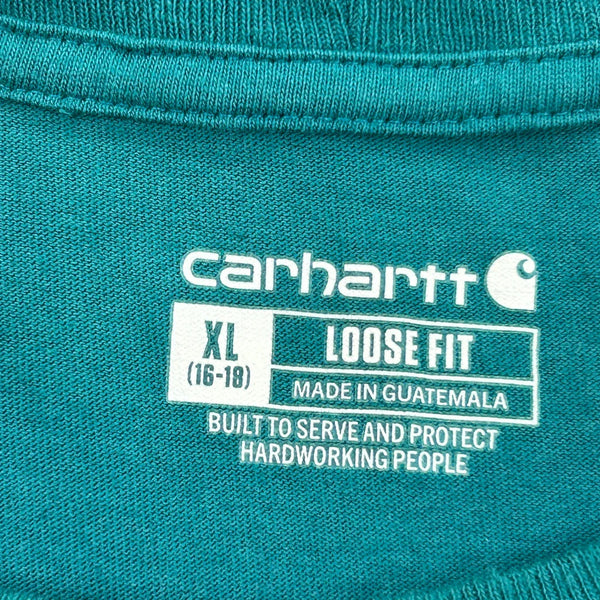 carhartt
XL
(16-18)
LOOSE FIT
MADE IN GUATEMALA
BUILT TO SERVE AND PROTECT
HARDWORKING PEOPLE